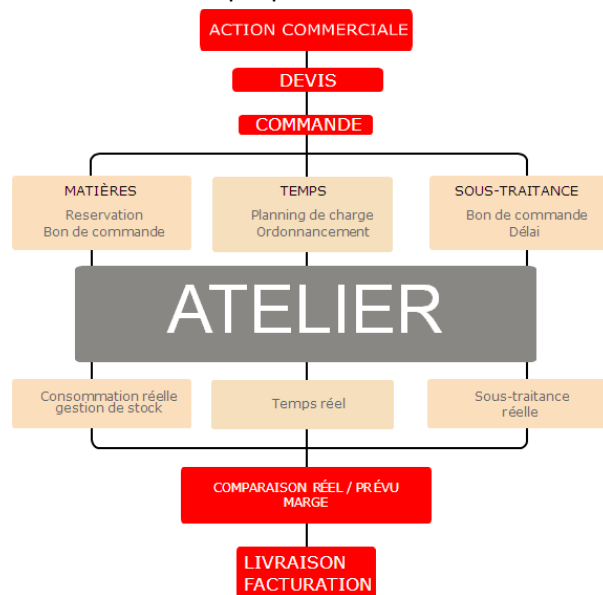 ACTION COMMERCIALE
DEVIS
COMMANDE
MATIÈRES
Reservation
Bon de commande
TEMPS
Planning de charge
Ordonnancement
SOUS-TRAITANCE
Bon de commande
Délai
ATELIER
Consommation réelle
gestion de stock
Temps réel
Sous-traitance
réelle
COMPARAISON RÉEL / PRÉVU
MARGE
LIVRAISON
FACTURATION